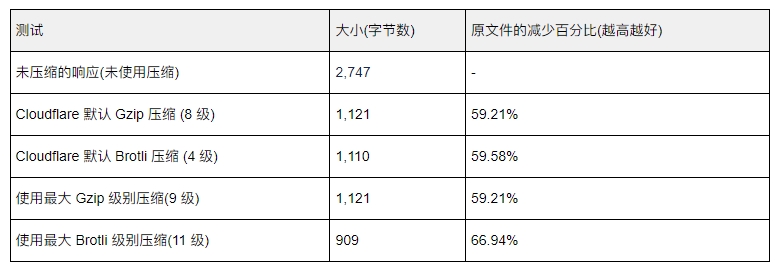 测试 大小(字节数) 原文件的减少百分比(越高越好)
未压缩的响应(未使用压缩) 2,747 -
Cloudflare 默认 Gzip 压缩 (8 级) 1,121 59.21%
Cloudflare 默认 Brotli 压缩 (4 级) 1,110 59.58%
使用最大 Gzip 级别压缩(9 级) 1,121 59.21%
使用最大 Brotli 级别压缩(11 级) 909 66.94%